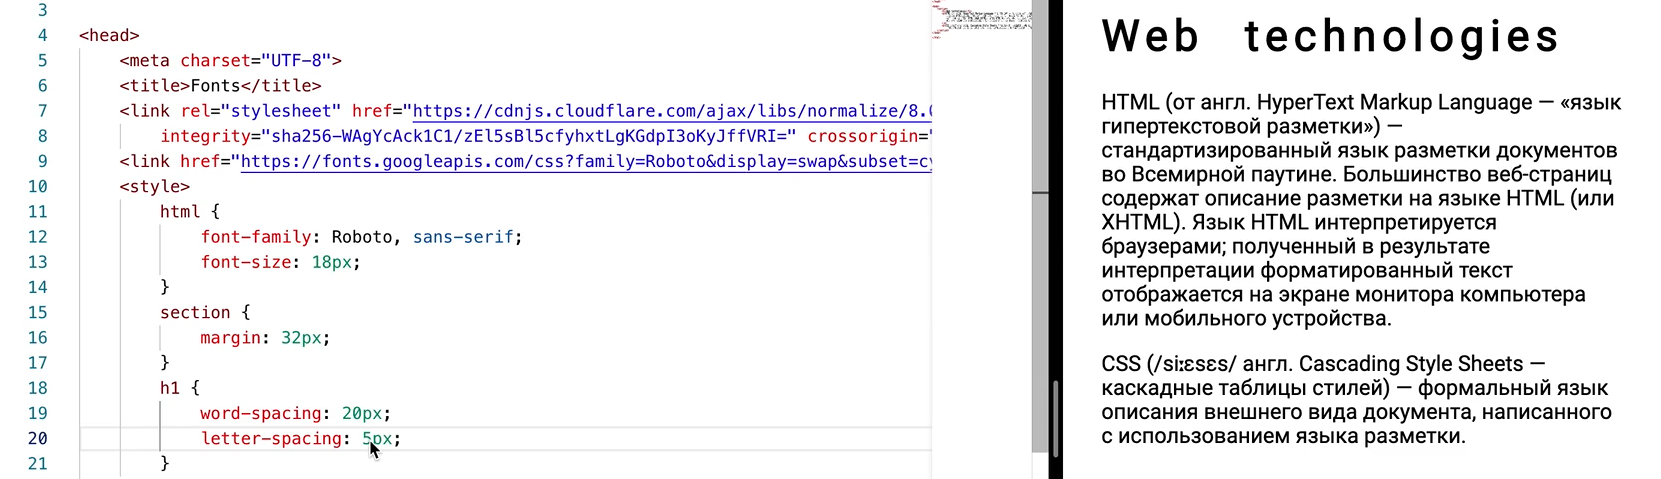 3
4 <head>
5 <meta charset="UTF-8">
6 <title>Fonts</title>
7 <link rel="stylesheet" href="https://cdnjs.cloudflare.com/ajax/libs/normalize/8.0
8 integrity="sha256-WAgYcAck1C1/zEl5sBl5cfyhxtLgKGdpI3oKyJffVRI=" crossorigin="
9 <link href="https://fonts.googleapis.com/css?family=Roboto&display=swap&subset=cy
10 <style>
11 html {
12 font-family: Roboto, sans-serif;
13 font-size: 18px;
14 }
15 section {
16 margin: 32px;
17 }
18 h1 {
19 word-spacing: 20px;
20 letter-spacing: 5px;
21 }
Web technologies
HTML (от англ. HyperText Markup Language — «язык
гипертекстовой разметки») —
стандартизированный язык разметки документов
во Всемирной паутине. Большинство веб-страниц
содержат описание разметки на языке HTML (или
XHTML). Язык HTML интерпретируется
браузерами; полученный в результате
интерпретации форматированный текст
отображается на экране монитора компьютера
или мобильного устройства.
CSS (/siːɛsɛs/ англ. Cascading Style Sheets —
каскадные таблицы стилей) — формальный язык
описания внешнего вида документа, написанного
с использованием языка разметки.